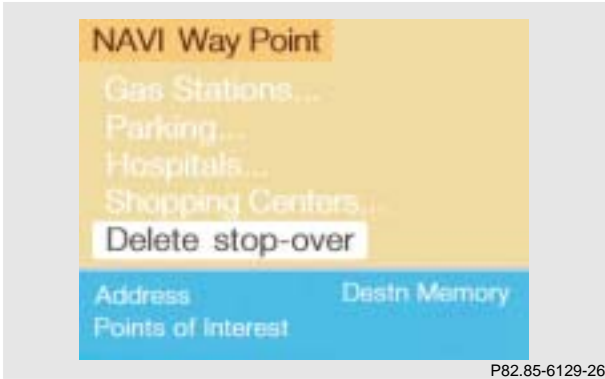 NAVI Way Point
Gas Stations...
Parking...
Hospitals...
Shopping Centers...
Delete stop-over
Address Destn Memory
Points of Interest
P82.85-6129-26